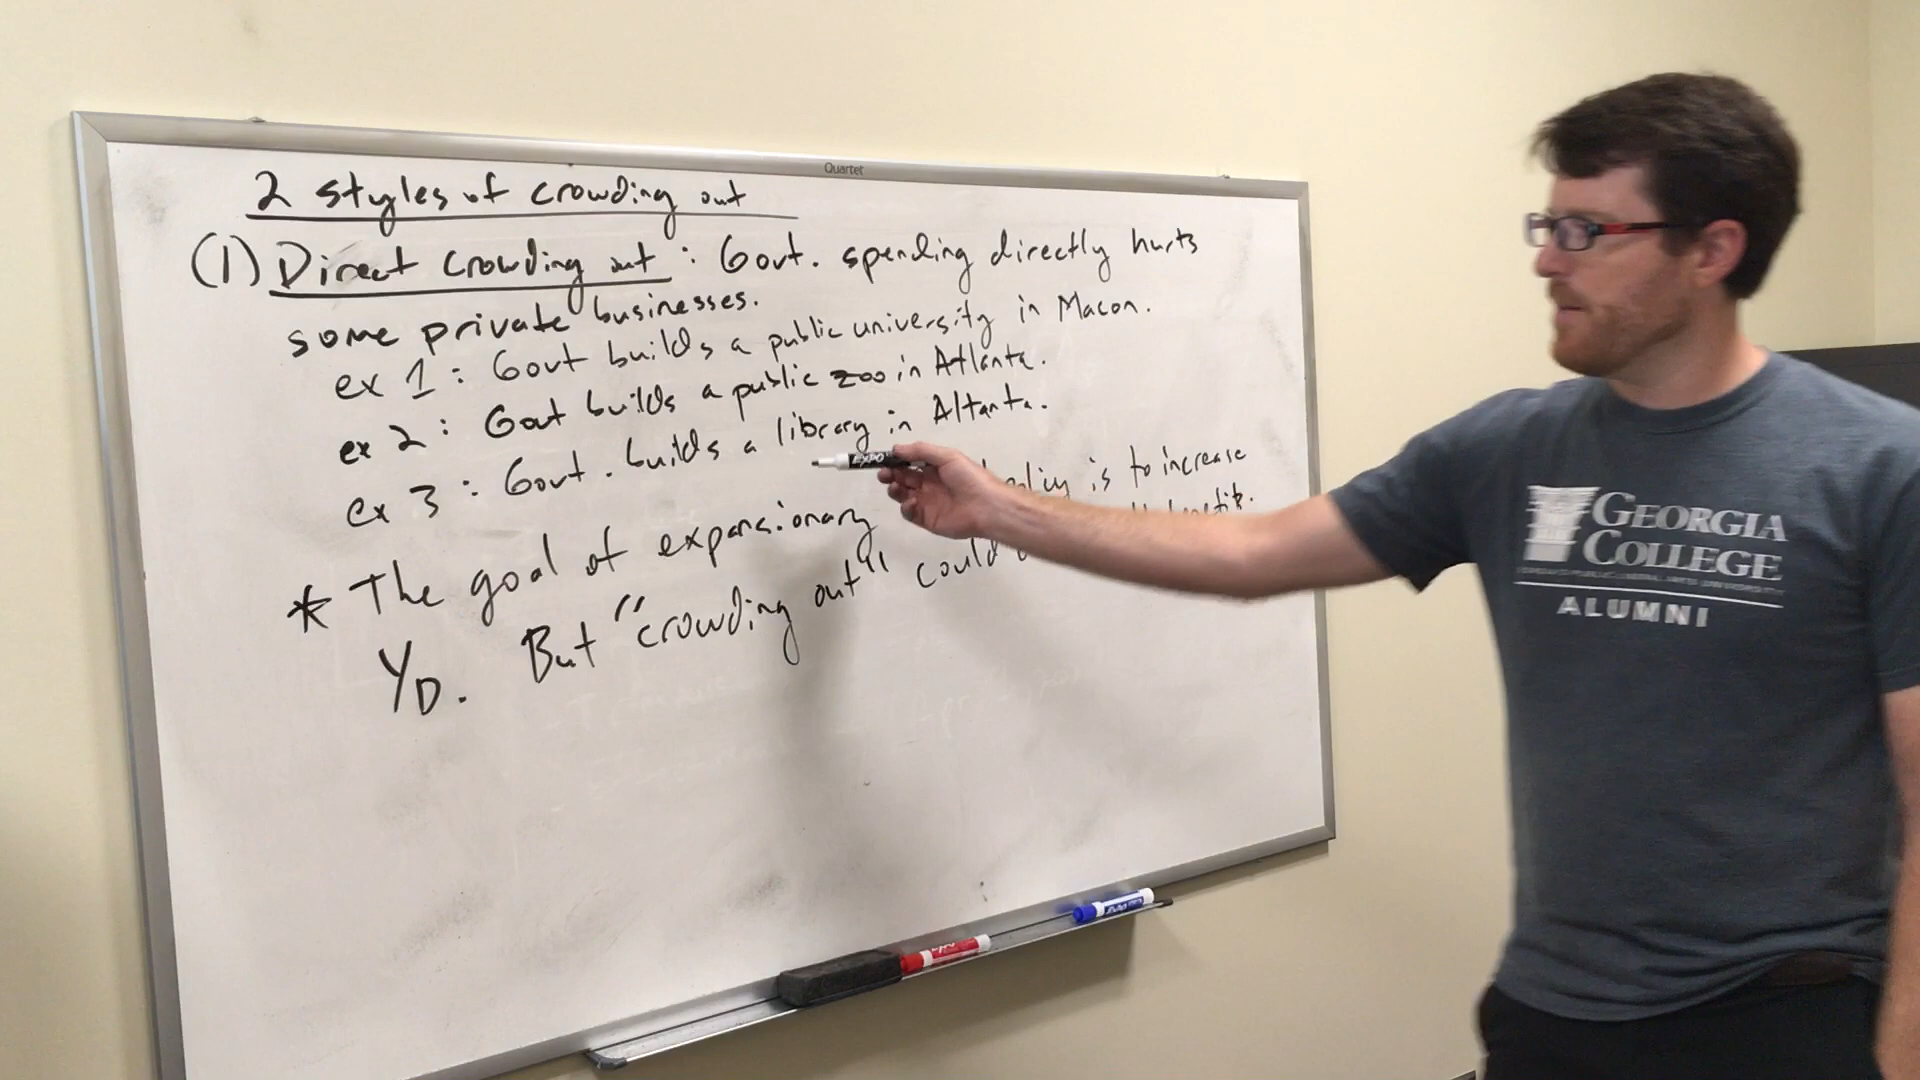 Quartet
2 styles of crowding out
(1) Direct crowding out : Govt. spending directly hurts
some private businesses.
ex 1 : Govt builds a public university in Macon.
ex 2 : Govt builds a public zoo in Atlanta.
ex 3 : Govt. builds a library in Altanta.
* The goal of expansionary is to increase
YD. But "crowding out" could
EXPO
GEORGIA
COLLEGE
ALUMNI